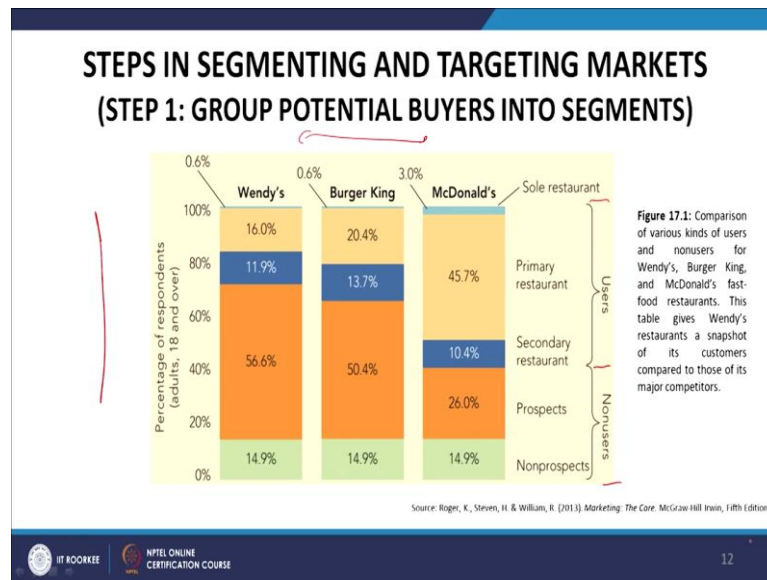 STEPS IN SEGMENTING AND TARGETING MARKETS
(STEP 1: GROUP POTENTIAL BUYERS INTO SEGMENTS)
0.6%
0.6%
3.0%
Wendy's
Burger King
McDonald's
Sole restaurant
100%
80%
60%
40%
20%
0%
Percentage of respondents
(adults, 18 and over)
16.0%
20.4%
45.7%
Primary
restaurant
11.9%
13.7%
10.4%
Secondary
restaurant
56.6%
50.4%
26.0%
Prospects
14.9%
14.9%
14.9%
Nonprospects
Users
Nonusers
Figure 17.1: Comparison
of various kinds of users
and nonusers for
Wendy's, Burger King,
and McDonald's fast-
food restaurants. This
table gives Wendy's
restaurants a snapshot
of its customers
compared to those of its
major competitors.
Source: Roger, K., Steven, H. & William, R. (2013). Marketing: The Core. McGraw-Hill Irwin, Fifth Edition
IIT ROORKEE
NPTEL ONLINE
CERTIFICATION COURSE
12